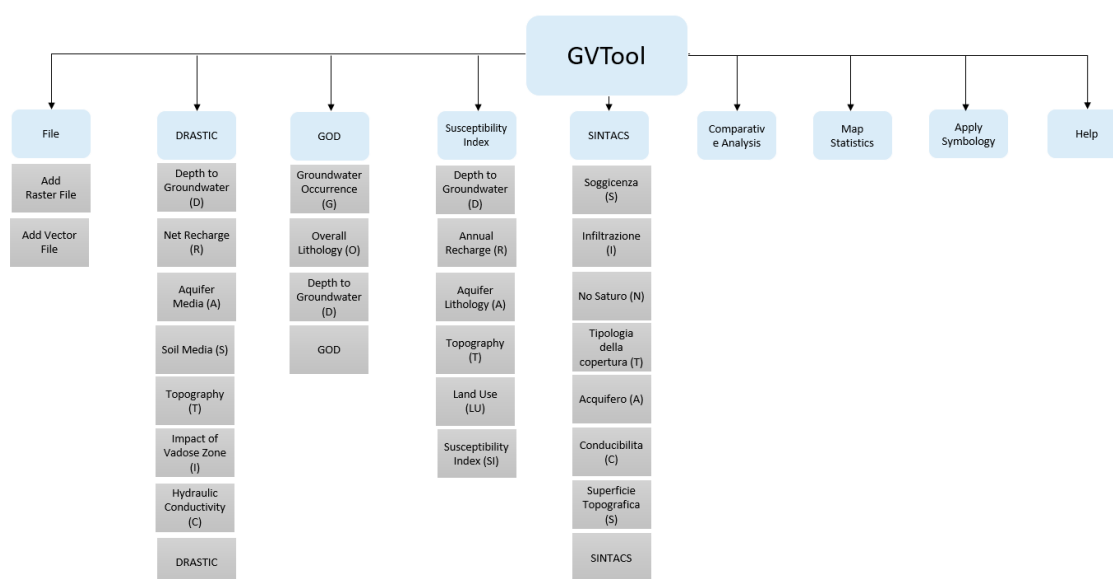 GVTool
File
Add
Raster File
Add Vector
File
DRASTIC
Depth to
Groundwater
(D)
Net Recharge
(R)
Aquifer
Media (A)
Soil Media (S)
Topography
(T)
Impact of
Vadose Zone
(I)
Hydraulic
Conductivity
(C)
DRASTIC
GOD
Groundwater
Occurrence
(G)
Overall
Lithology (O)
Depth to
Groundwater
(D)
GOD
Susceptibility
Index
Depth to
Groundwater
(D)
Annual
Recharge (R)
Aquifer
Lithology (A)
Topography
(T)
Land Use
(LU)
Susceptibility
Index (SI)
SINTACS
Soggicenza
(S)
Infiltrazione
(I)
No Saturo (N)
Tipologia
della
copertura (T)
Acquifero (A)
Conducibilita
(C)
Superficie
Topografica
(S)
SINTACS
Comparativ
e Analysis
Map
Statistics
Apply
Symbology
Help